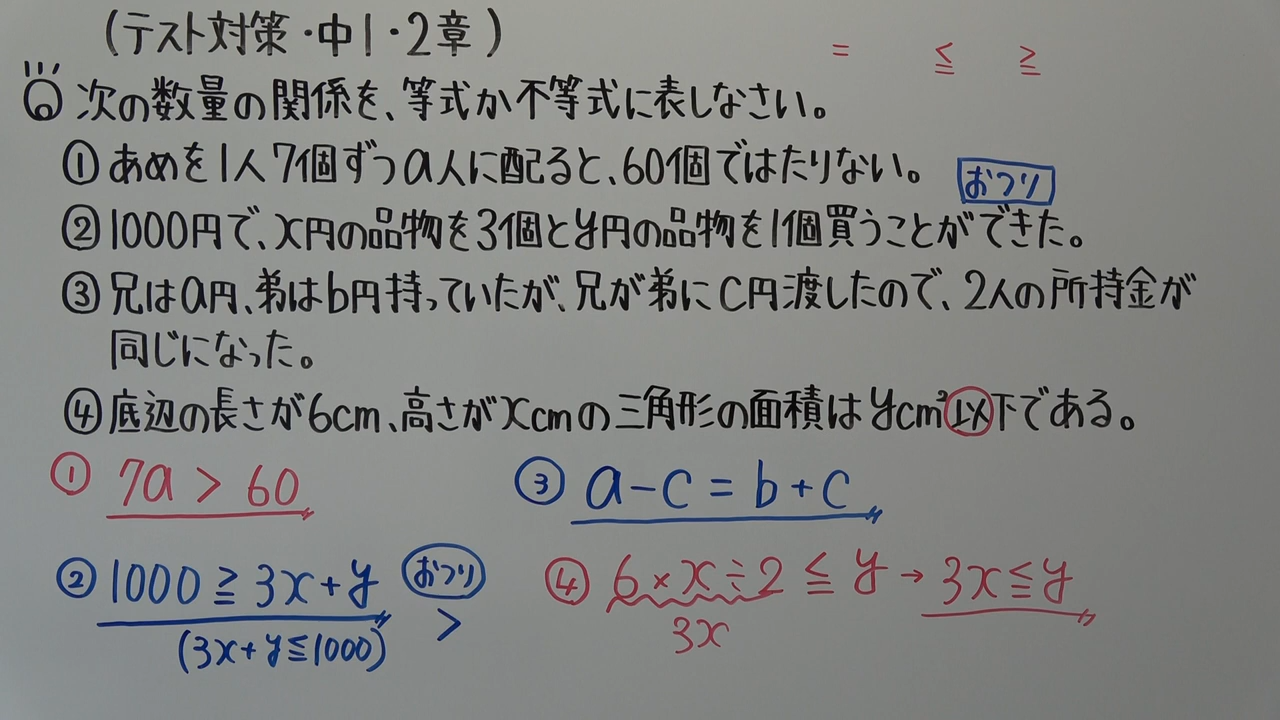 (テスト対策・中1・2章)
= ≦ ≧
次の数量の関係を、等式か不等式に表しなさい。
①あめを1人7個ずつa人に配ると、60個ではたりない。
おつり
②1000円で、x円の品物を3個とy円の品物を1個買うことができた。
③兄はa円、弟はb円持っていたが、兄が弟にc円渡したので、2人の所持金が
同じになった。
④底辺の長さが6cm、高さがxcmの三角形の面積はycm²以下である。
① 7a > 60
③ a-c = b+c
② 1000 ≧ 3x+y おつり
>
(3x+y≦1000)
④ 6×x÷2 ≦ y → 3x≦y
3x